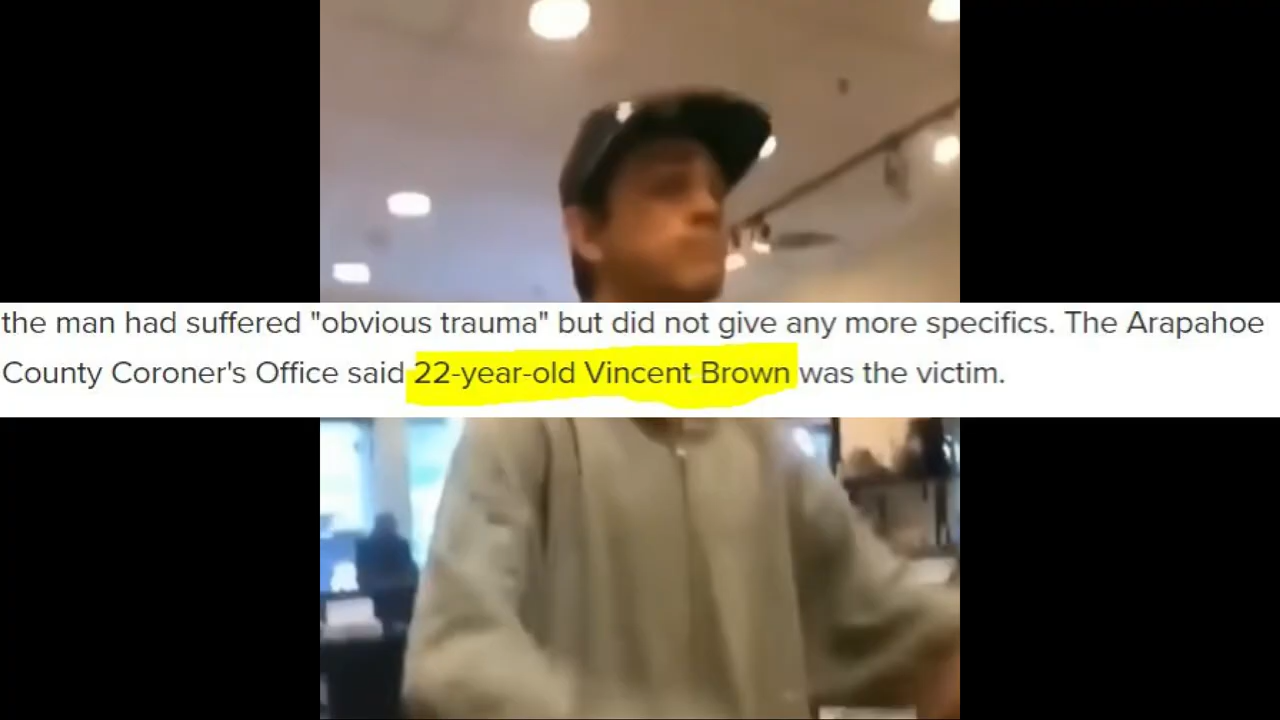 the man had suffered "obvious trauma" but did not give any more specifics. The Arapahoe
County Coroner's Office said 22-year-old Vincent Brown was the victim.